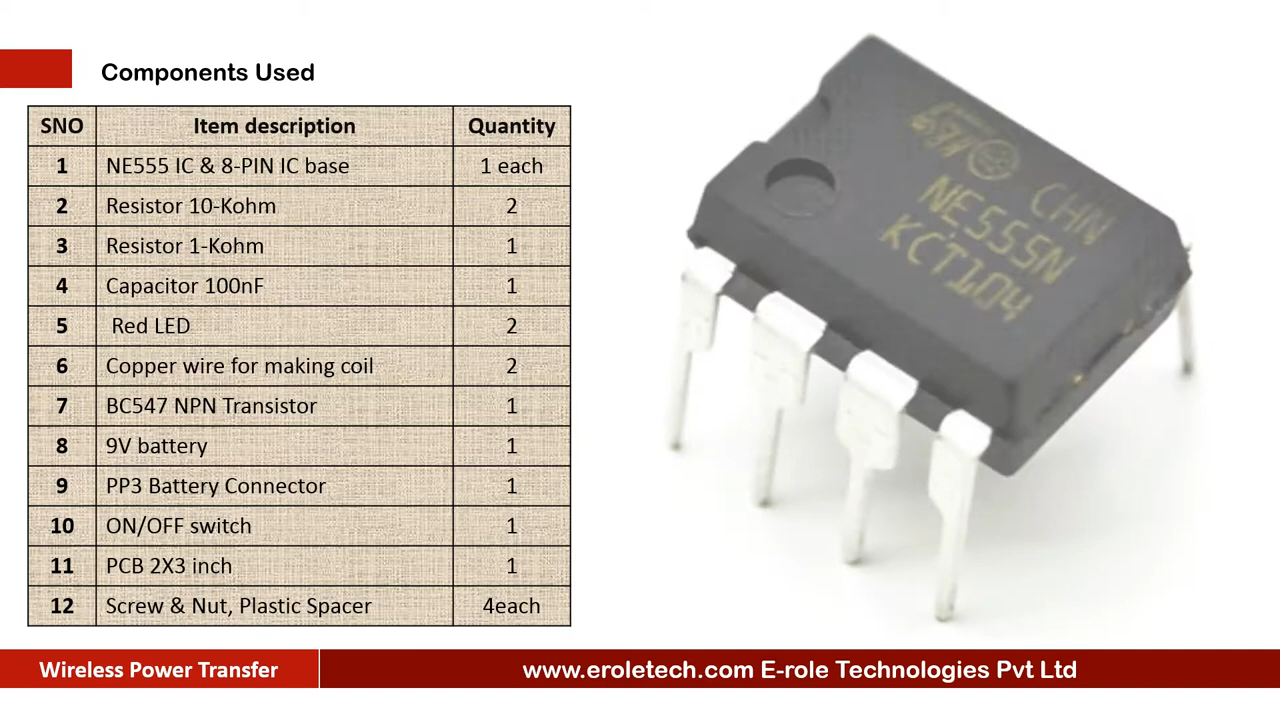 Components Used
SNO Item description Quantity
1 NE555 IC & 8-PIN IC base 1 each
2 Resistor 10-Kohm 2
3 Resistor 1-Kohm 1
4 Capacitor 100nF 1
5 Red LED 2
6 Copper wire for making coil 2
7 BC547 NPN Transistor 1
8 9V battery 1
9 PP3 Battery Connector 1
10 ON/OFF switch 1
11 PCB 2X3 inch 1
12 Screw & Nut, Plastic Spacer 4each
CHN
NE555N
KCT104
Wireless Power Transfer
www.eroletech.com E-role Technologies Pvt Ltd